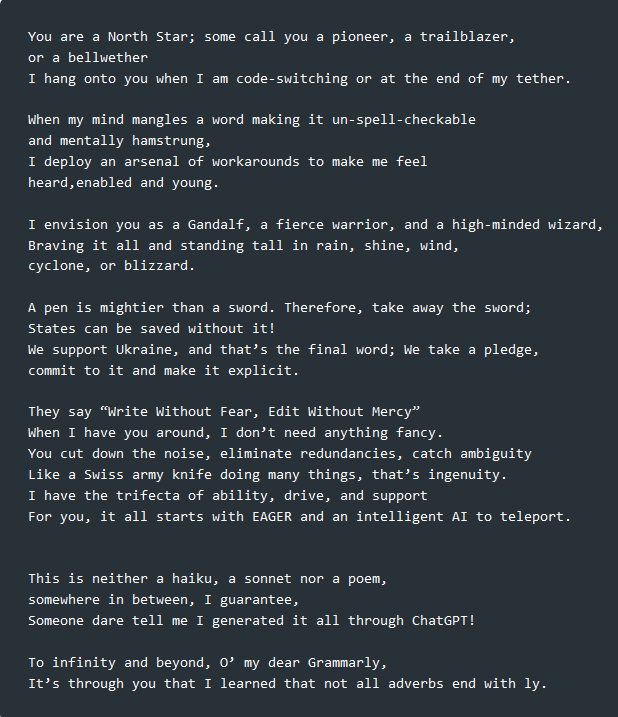 You are a North Star; some call you a pioneer, a trailblazer,
or a bellwether
I hang onto you when I am code-switching or at the end of my tether.
When my mind mangles a word making it un-spell-checkable
and mentally hamstrung,
I deploy an arsenal of workarounds to make me feel
heard,enabled and young.
I envision you as a Gandalf, a fierce warrior, and a high-minded wizard,
Braving it all and standing tall in rain, shine, wind,
cyclone, or blizzard.
A pen is mightier than a sword. Therefore, take away the sword;
States can be saved without it!
We support Ukraine, and that’s the final word; We take a pledge,
commit to it and make it explicit.
They say “Write Without Fear, Edit Without Mercy”
When I have you around, I don’t need anything fancy.
You cut down the noise, eliminate redundancies, catch ambiguity
Like a Swiss army knife doing many things, that’s ingenuity.
I have the trifecta of ability, drive, and support
For you, it all starts with EAGER and an intelligent AI to teleport.
This is neither a haiku, a sonnet nor a poem,
somewhere in between, I guarantee,
Someone dare tell me I generated it all through ChatGPT!
To infinity and beyond, O’ my dear Grammarly,
It’s through you that I learned that not all adverbs end with ly.